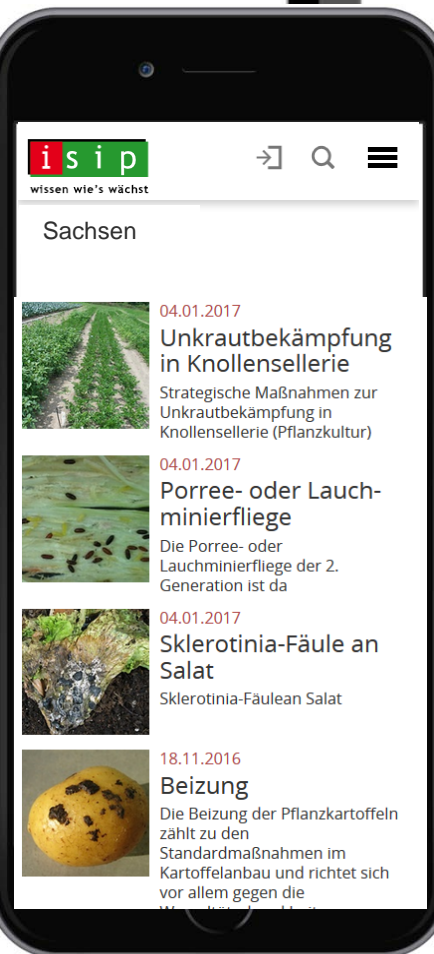 isip
wissen wie's wächst
Sachsen
04.01.2017
Unkrautbekämpfung
in Knollensellerie
Strategische Maßnahmen zur
Unkrautbekämpfung in
Knollensellerie (Pflanzkultur)
04.01.2017
Porree- oder Lauch-
minierfliege
Die Porree- oder
Lauchminierfliege der 2.
Generation ist da
04.01.2017
Sklerotinia-Fäule an
Salat
Sklerotinia-Fäulean Salat
18.11.2016
Beizung
Die Beizung der Pflanzkartoffeln
zählt zu den
Standardmaßnahmen im
Kartoffelanbau und richtet sich
vor allem gegen die